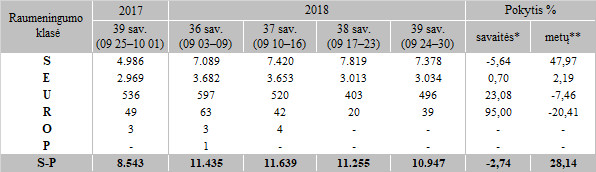 Raumeningumo klasė 2017 2018 Pokytis %
39 sav. (09 25–10 01) 36 sav. (09 03–09) 37 sav. (09 10–16) 38 sav. (09 17–23) 39 sav. (09 24–30) savaitės* metų**
S 4.986 7.089 7.420 7.819 7.378 -5,64 47,97
E 2.969 3.682 3.653 3.013 3.034 0,70 2,19
U 536 597 520 403 496 23,08 -7,46
R 49 63 42 20 39 95,00 -20,41
O 3 3 4 - - - -
P - 1 - - - - -
S-P 8.543 11.435 11.639 11.255 10.947 -2,74 28,14